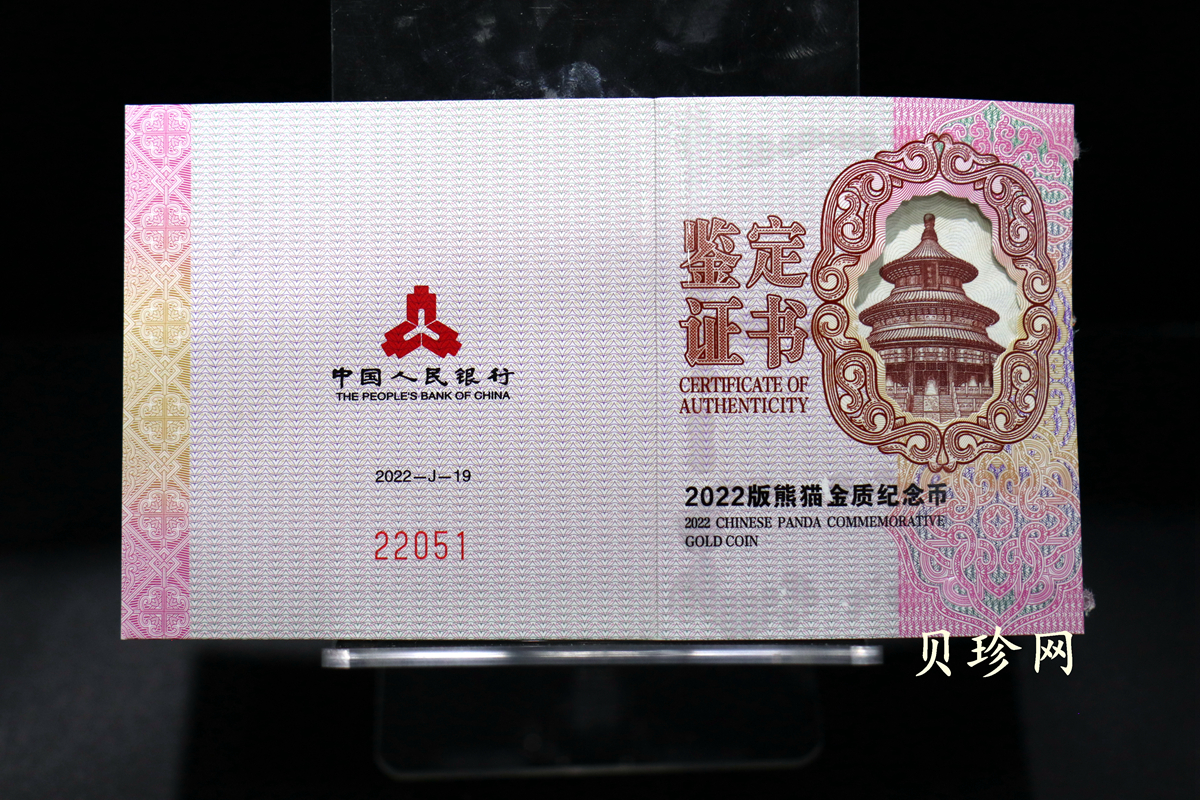 中国人民银行
THE PEOPLE'S BANK OF CHINA
2022—J—19
22051
鉴定
证书
CERTIFICATE OF
AUTHENTICITY
2022版熊猫金质纪念币
2022 CHINESE PANDA COMMEMORATIVE
GOLD COIN
贝珍网